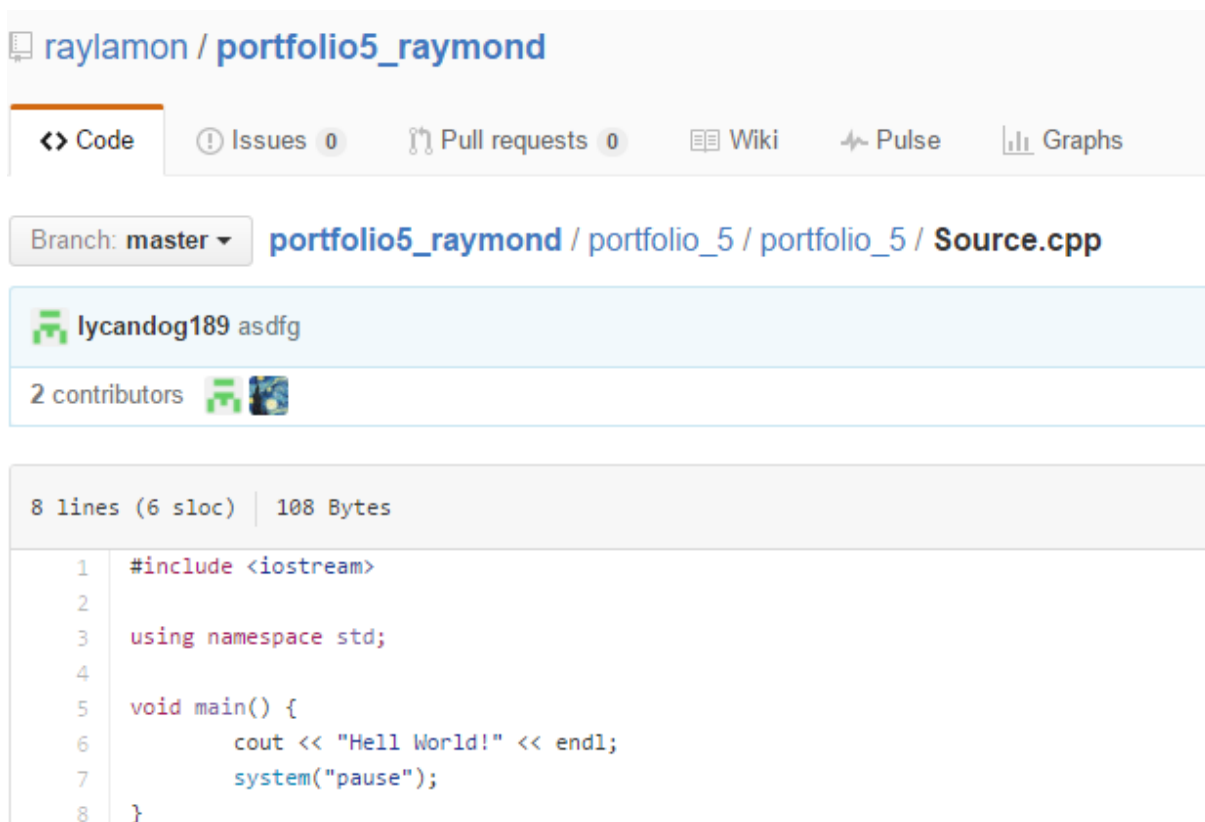 raylamon / portfolio5_raymond
Code Issues 0 Pull requests 0 Wiki Pulse Graphs
Branch: master portfolio5_raymond / portfolio_5 / portfolio_5 / Source.cpp
lycandog189 asdfg
2 contributors
8 lines (6 sloc) 108 Bytes
1 #include <iostream>
2
3 using namespace std;
4
5 void main() {
6 cout << "Hell World!" << endl;
7 system("pause");
8 }